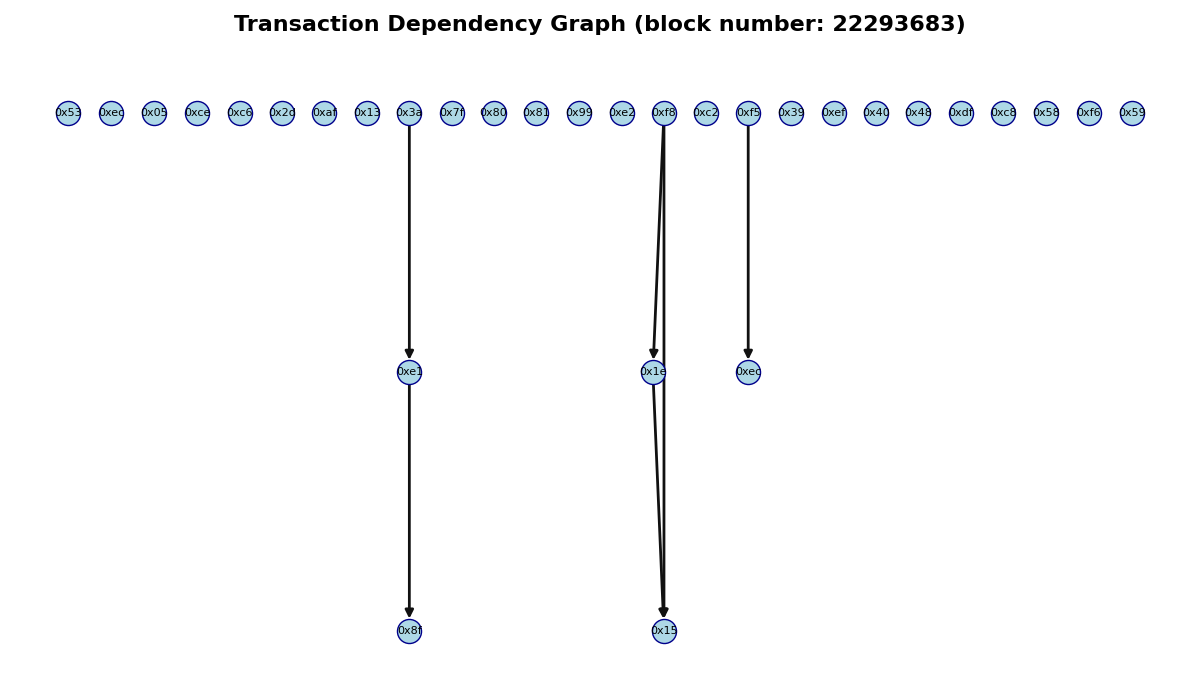 Transaction Dependency Graph (block number: 22293683)
0x53 0xec 0x05 0xce 0xc6 0x2d 0xaf 0x13 0x3a 0x7f 0x80 0x81 0x99 0xe2 0xf8 0xc2 0xf5 0x39 0xef 0x40 0x48 0xdf 0xc8 0x58 0xf6 0x59
0xe1 0x1e 0xec
0x8f 0x15